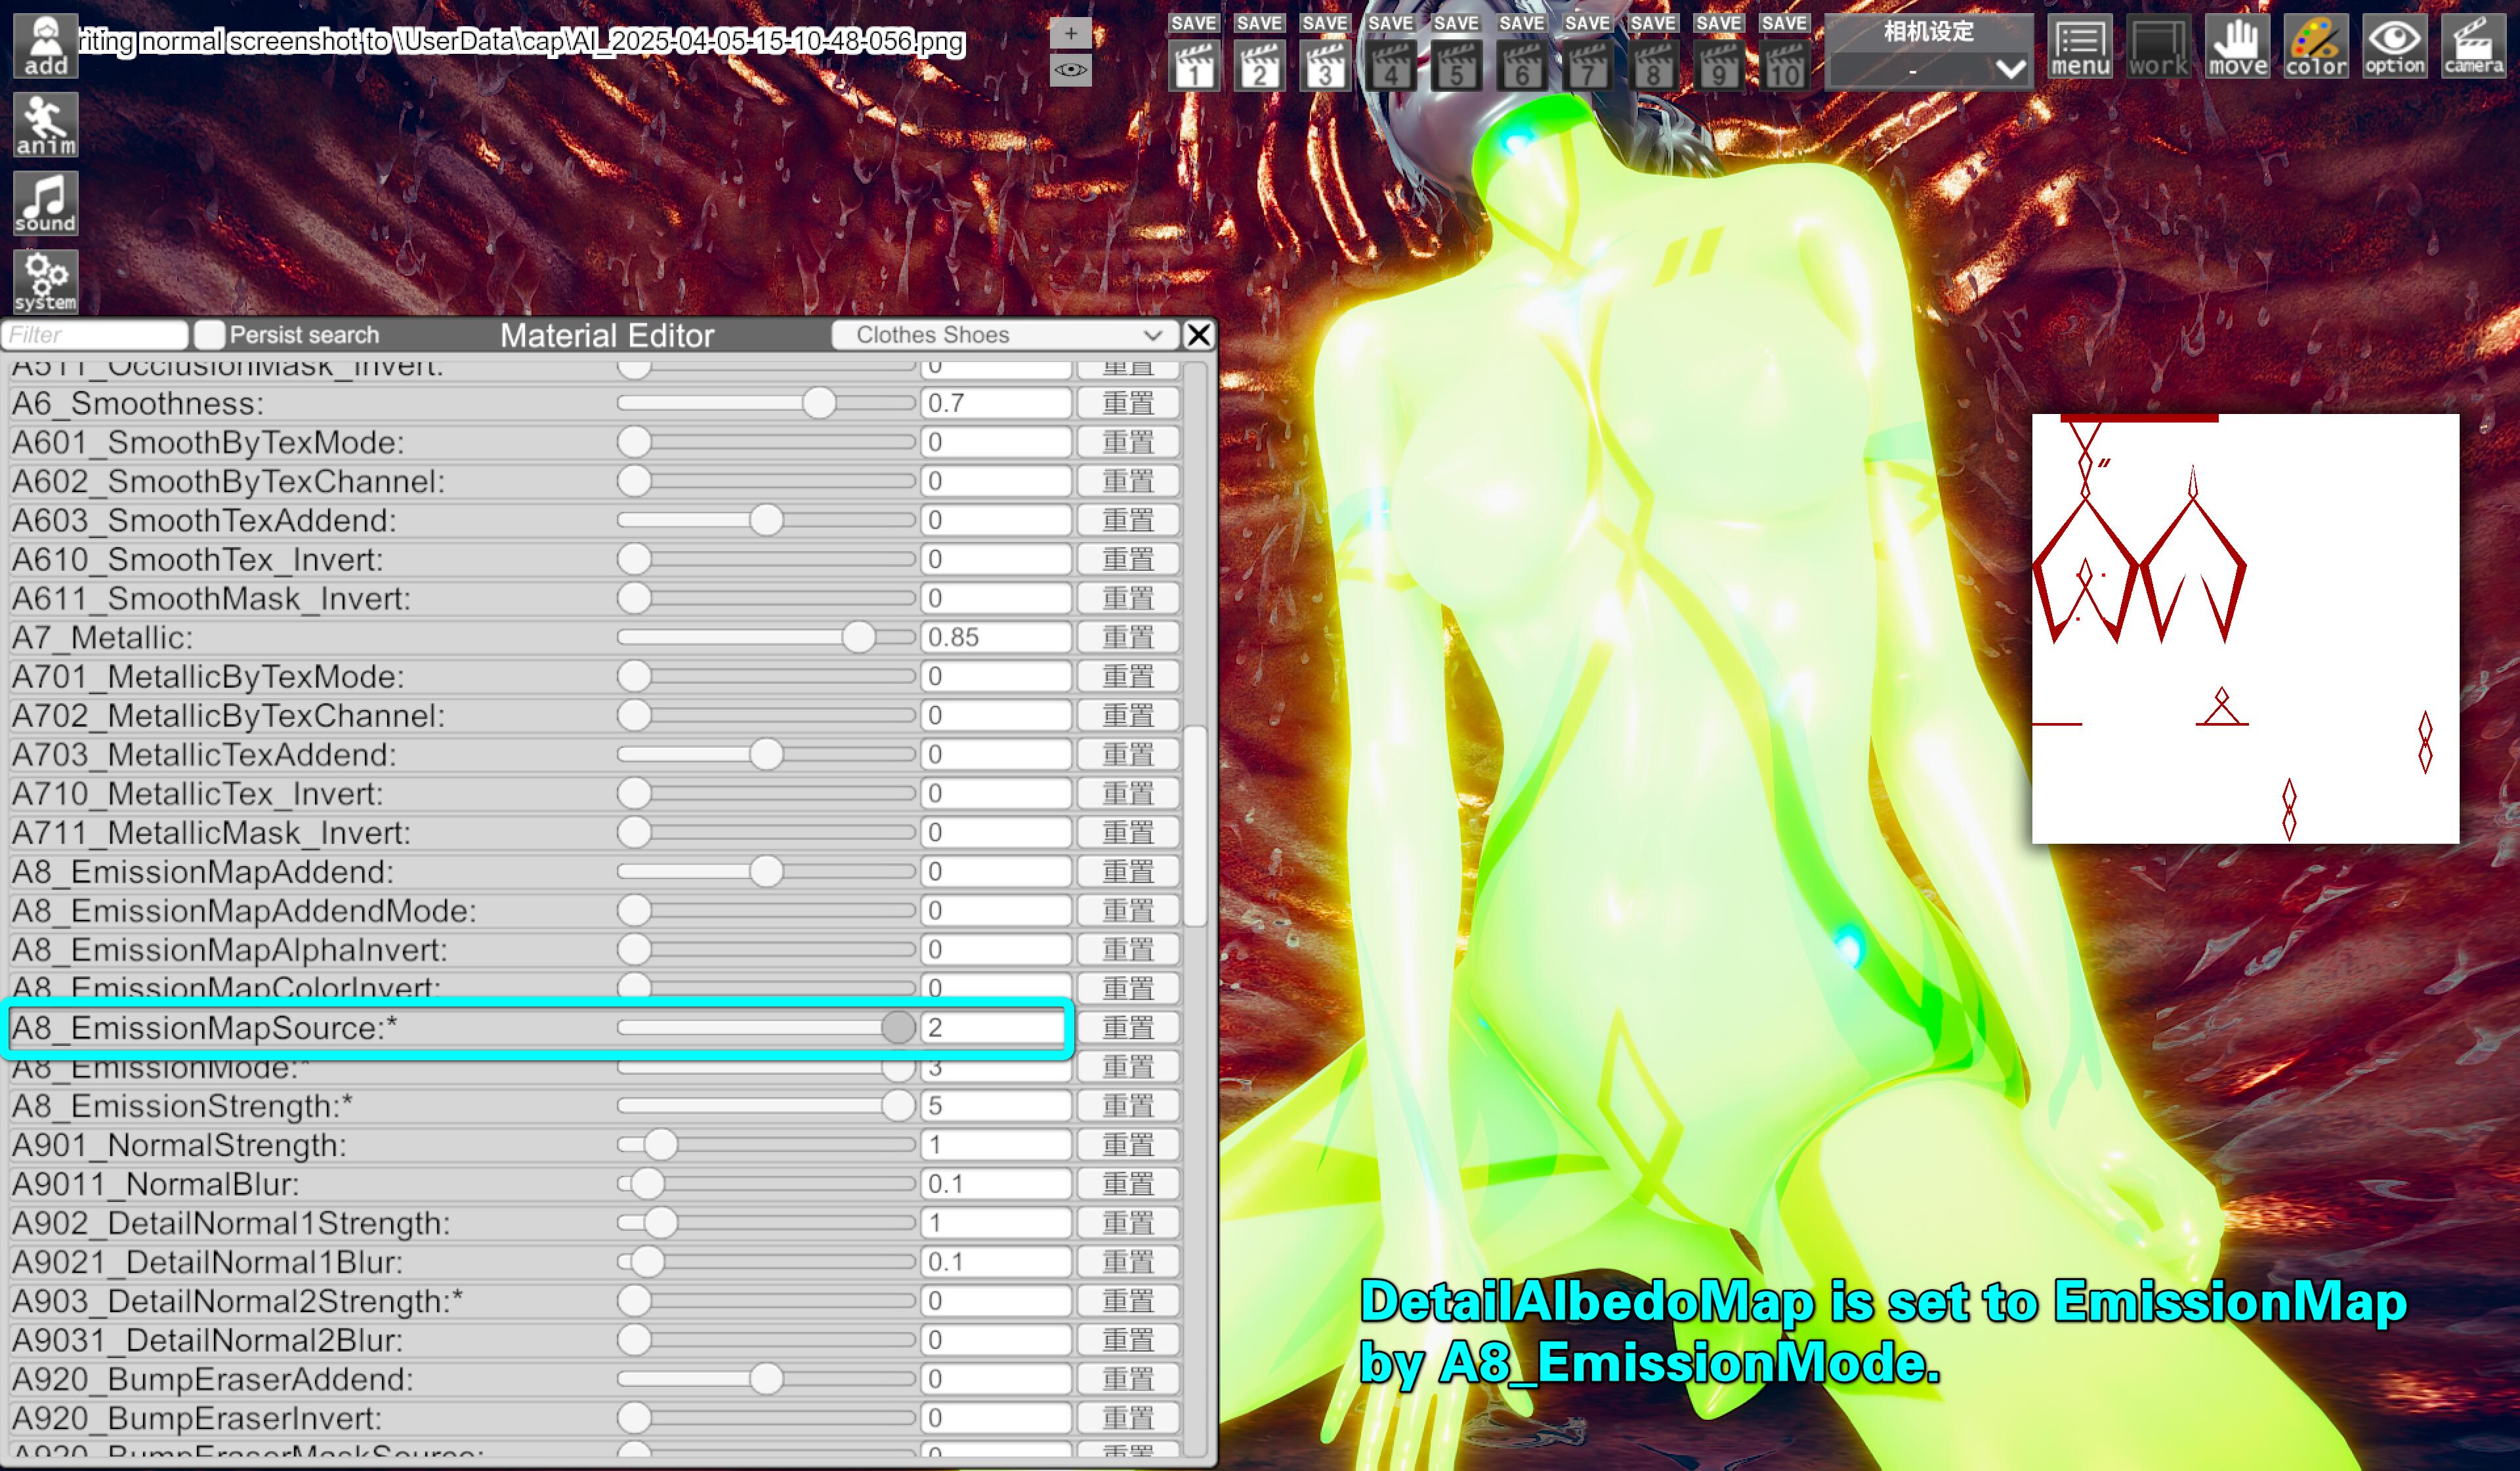 riting normal screenshot to \UserData\cap\AI_2025-04-05-15-10-48-056.png
+
SAVE SAVE SAVE SAVE SAVE SAVE SAVE SAVE SAVE SAVE
1 2 3 4 5 6 7 8 9 10
相机设定
-
menu work move color option camera
add
anim
sound
system
Filter Persist search Material Editor Clothes Shoes
A511_OcclusionMask_Invert: 0 重置
A6_Smoothness: 0.7 重置
A601_SmoothByTexMode: 0 重置
A602_SmoothByTexChannel: 0 重置
A603_SmoothTexAddend: 0 重置
A610_SmoothTex_Invert: 0 重置
A611_SmoothMask_Invert: 0 重置
A7_Metallic: 0.85 重置
A701_MetallicByTexMode: 0 重置
A702_MetallicByTexChannel: 0 重置
A703_MetallicTexAddend: 0 重置
A710_MetallicTex_Invert: 0 重置
A711_MetallicMask_Invert: 0 重置
A8_EmissionMapAddend: 0 重置
A8_EmissionMapAddendMode: 0 重置
A8_EmissionMapAlphaInvert: 0 重置
A8_EmissionMapColorInvert: 0 重置
A8_EmissionMapSource:* 2 重置
A8_EmissionMode:* 3 重置
A8_EmissionStrength:* 5 重置
A901_NormalStrength: 1 重置
A9011_NormalBlur: 0.1 重置
A902_DetailNormal1Strength: 1 重置
A9021_DetailNormal1Blur: 0.1 重置
A903_DetailNormal2Strength:* 0 重置
A9031_DetailNormal2Blur: 0 重置
A920_BumpEraserAddend: 0 重置
A920_BumpEraserInvert: 0 重置
A920_BumpEraserMaskSource: 0 重置
DetailAlbedoMap is set to EmissionMap
by A8_EmissionMode.